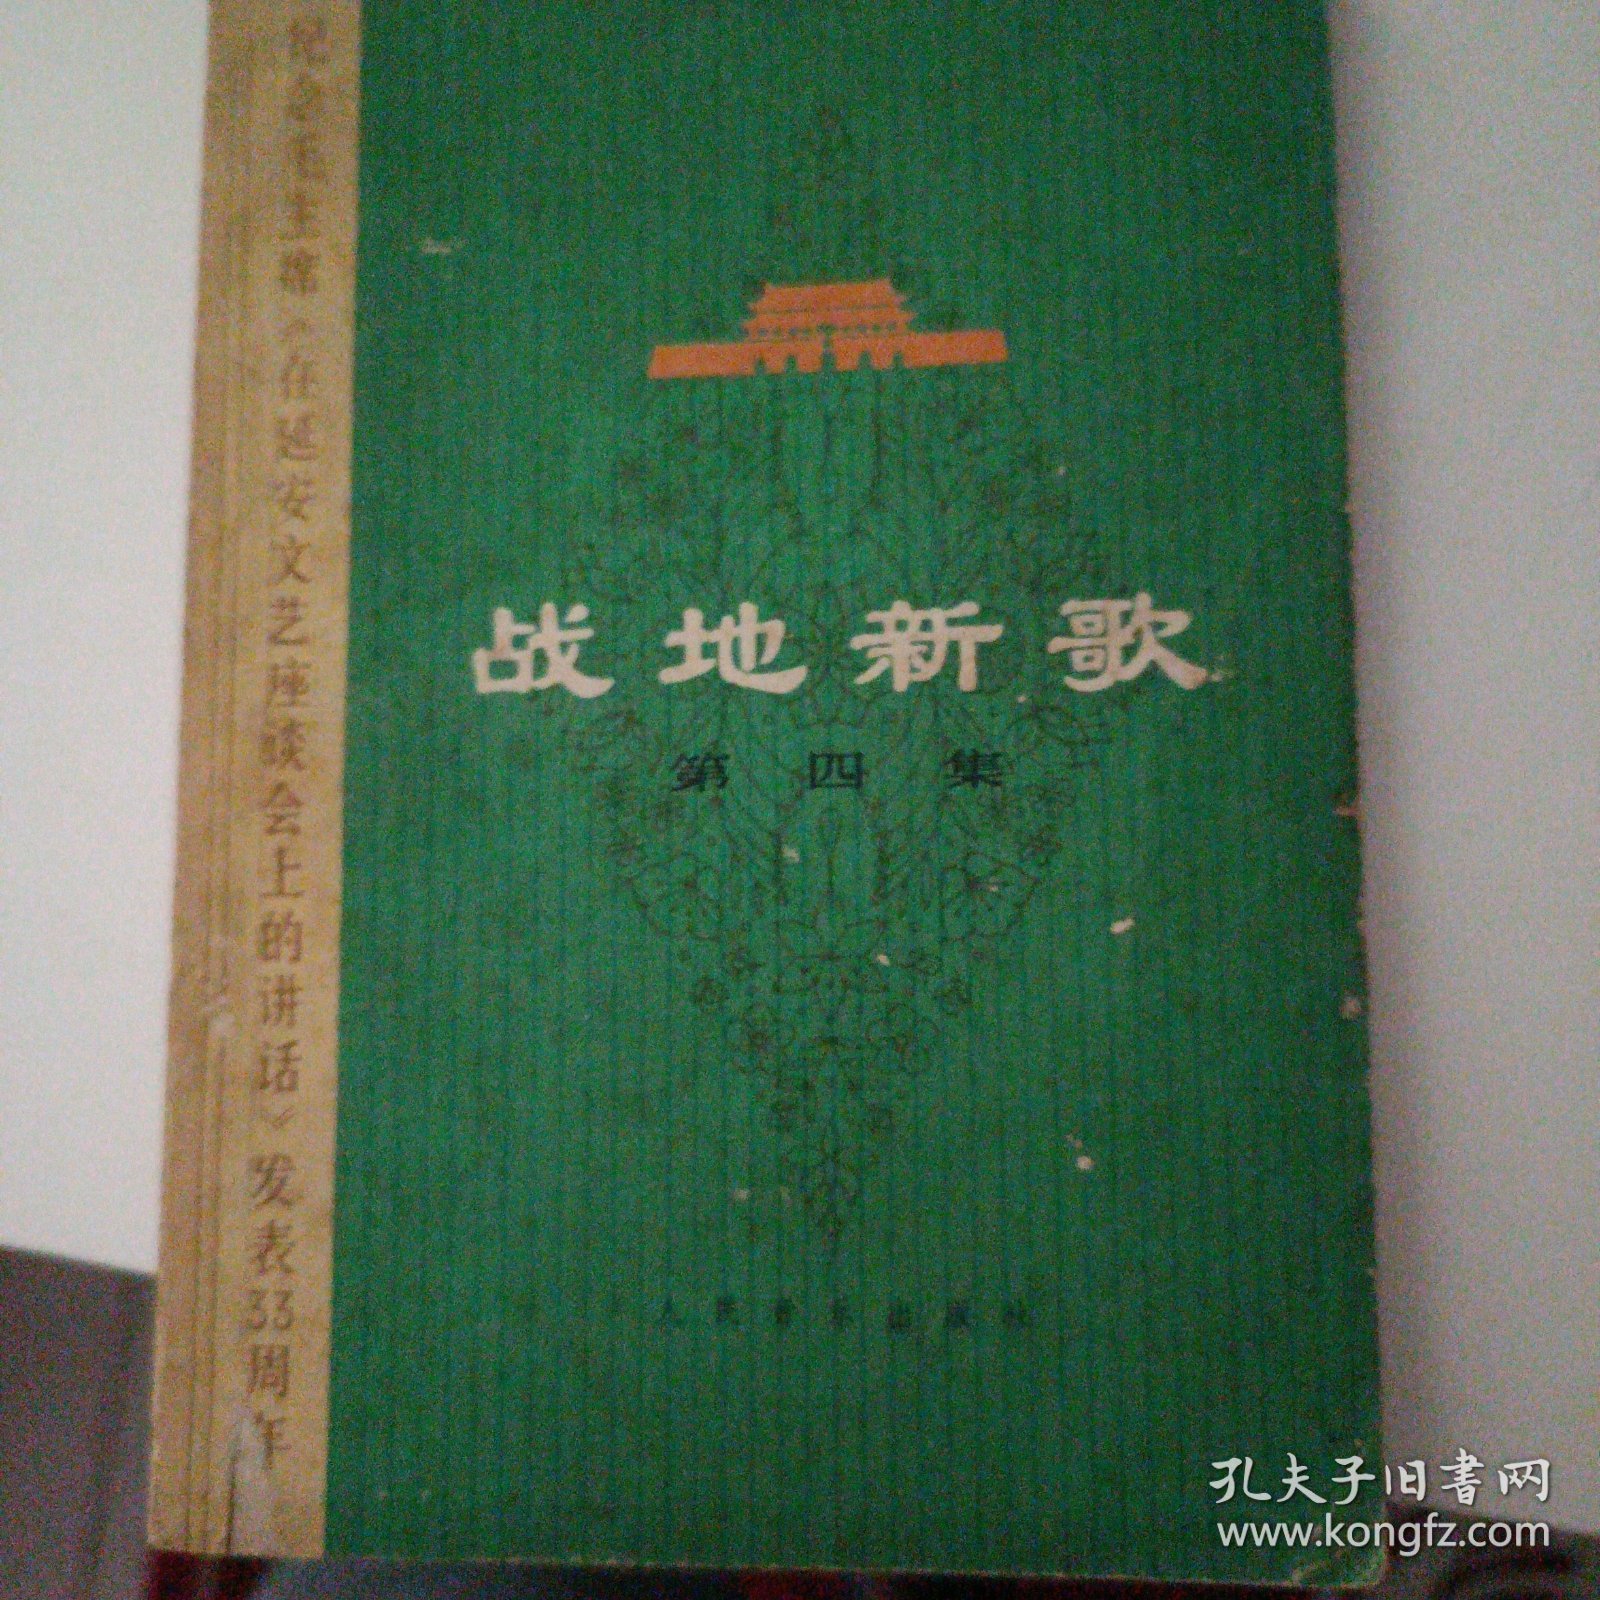 纪念毛主席《在延安文艺座谈会上的讲话》发表33周年
战地新歌
第四集
人民音乐出版社
孔夫子旧书网
www.kongfz.com